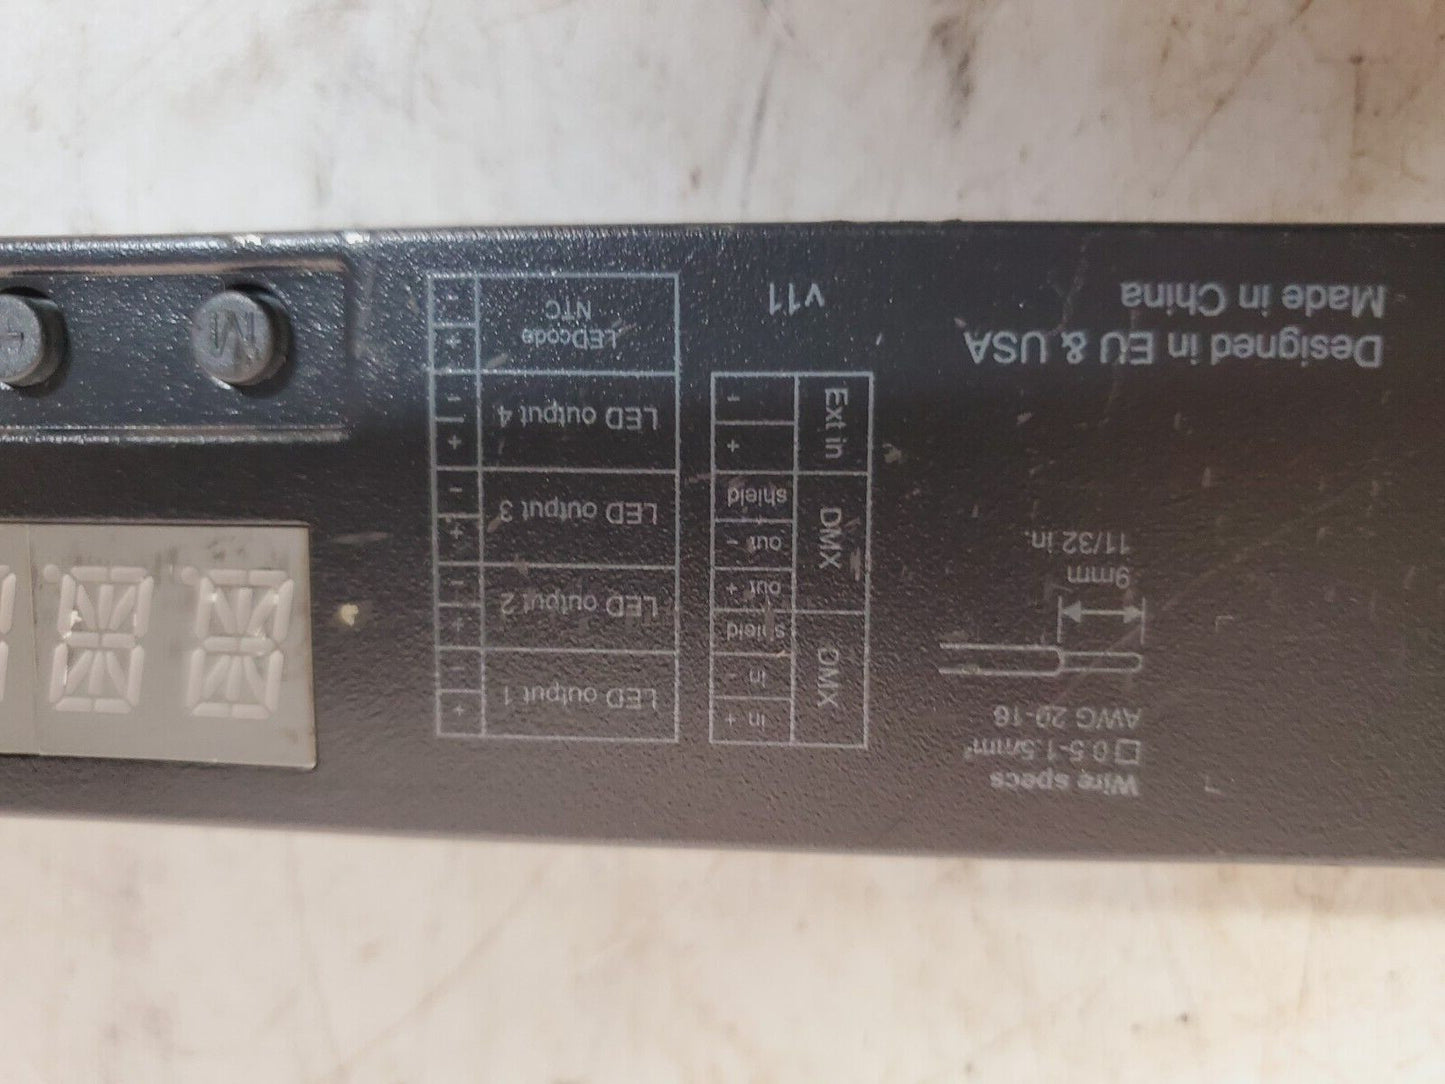 Wire specs
0.5-1.5mm²
AWG 20-16
9mm
11/32 in.
DMX
in +
in -
shield
DMX
out +
out -
shield
Ext in
+
-
LED output 1
+
-
LED output 2
+
-
LED output 3
+
-
LED output 4
+
-
LEDcode
NTC
+
-
Designed in EU & USA
Made in China
v11
M
+